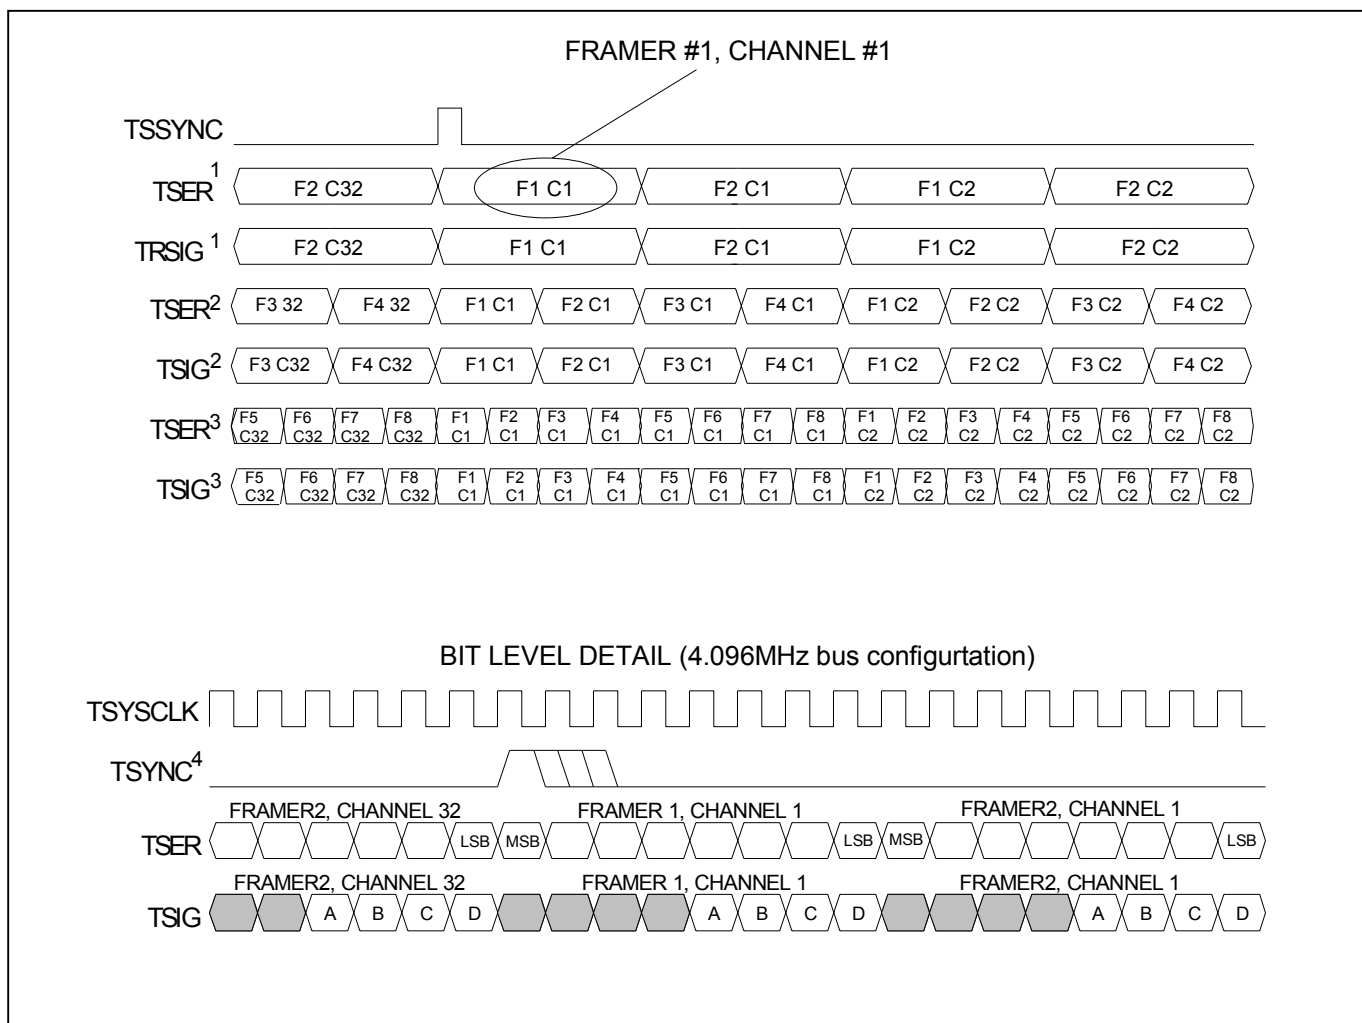 FRAMER #1, CHANNEL #1
TSSYNC
TSER1 F2 C32 F1 C1 F2 C1 F1 C2 F2 C2
TRSIG 1 F2 C32 F1 C1 F2 C1 F1 C2 F2 C2
TSER2 F3 32 F4 32 F1 C1 F2 C1 F3 C1 F4 C1 F1 C2 F2 C2 F3 C2 F4 C2
TSIG2 F3 C32 F4 C32 F1 C1 F2 C1 F3 C1 F4 C1 F1 C2 F2 C2 F3 C2 F4 C2
TSER3 F5 C32 F6 C32 F7 C32 F8 C32 F1 C1 F2 C1 F3 C1 F4 C1 F5 C1 F6 C1 F7 C1 F8 C1 F1 C2 F2 C2 F3 C2 F4 C2 F5 C2 F6 C2 F7 C2 F8 C2
TSIG3 F5 C32 F6 C32 F7 C32 F8 C32 F1 C1 F2 C1 F3 C1 F4 C1 F5 C1 F6 C1 F7 C1 F8 C1 F1 C2 F2 C2 F3 C2 F4 C2 F5 C2 F6 C2 F7 C2 F8 C2
BIT LEVEL DETAIL (4.096MHz bus configurtation)
TSYSCLK
TSYNC4
FRAMER2, CHANNEL 32 FRAMER 1, CHANNEL 1 FRAMER2, CHANNEL 1
TSER LSB MSB LSB MSB LSB
FRAMER2, CHANNEL 32 FRAMER 1, CHANNEL 1 FRAMER2, CHANNEL 1
TSIG A B C D A B C D A B C D